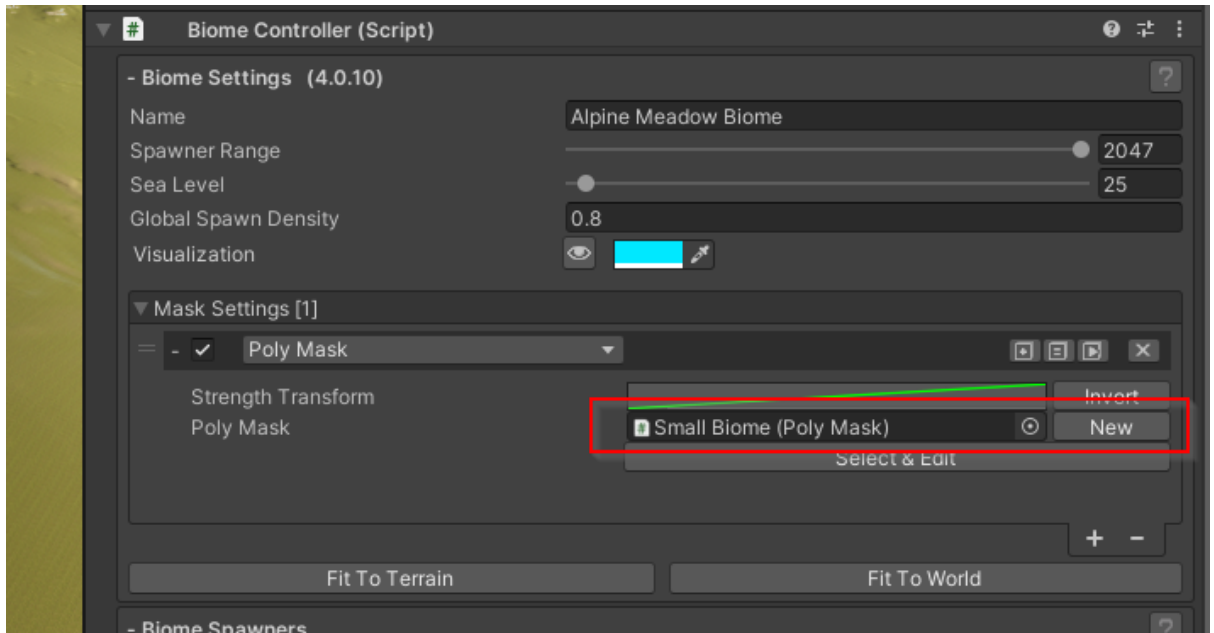 Biome Controller (Script)
- Biome Settings (4.0.10)
Name Alpine Meadow Biome
Spawner Range 2047
Sea Level 25
Global Spawn Density 0.8
Visualization
Mask Settings [1]
- Poly Mask
Strength Transform Invert
Poly Mask # Small Biome (Poly Mask) New
Select & Edit
+ -
Fit To Terrain Fit To World
- Biome Spawners